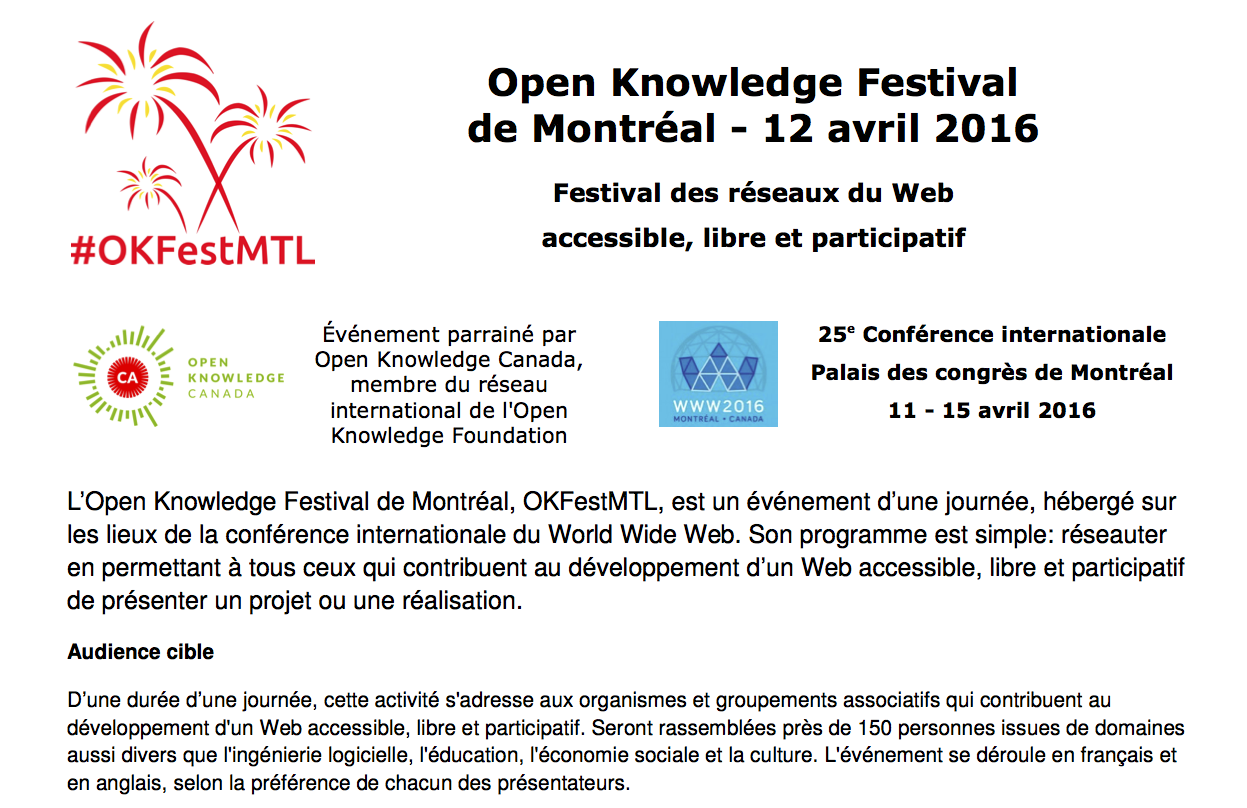 Open Knowledge Festival
de Montréal - 12 avril 2016
Festival des réseaux du Web
accessible, libre et participatif
#OKFestMTL
CA
OPEN
KNOWLEDGE
CANADA
Événement parrainé par
Open Knowledge Canada,
membre du réseau
international de l'Open
Knowledge Foundation
WWW2016
MONTRÉAL • CANADA
25e Conférence internationale
Palais des congrès de Montréal
11 - 15 avril 2016
L’Open Knowledge Festival de Montréal, OKFestMTL, est un événement d’une journée, hébergé sur
les lieux de la conférence internationale du World Wide Web. Son programme est simple: réseauter
en permettant à tous ceux qui contribuent au développement d’un Web accessible, libre et participatif
de présenter un projet ou une réalisation.
Audience cible
D’une durée d’une journée, cette activité s'adresse aux organismes et groupements associatifs qui contribuent au
développement d'un Web accessible, libre et participatif. Seront rassemblées près de 150 personnes issues de domaines
aussi divers que l'ingénierie logicielle, l'éducation, l'économie sociale et la culture. L'événement se déroule en français et
en anglais, selon la préférence de chacun des présentateurs.